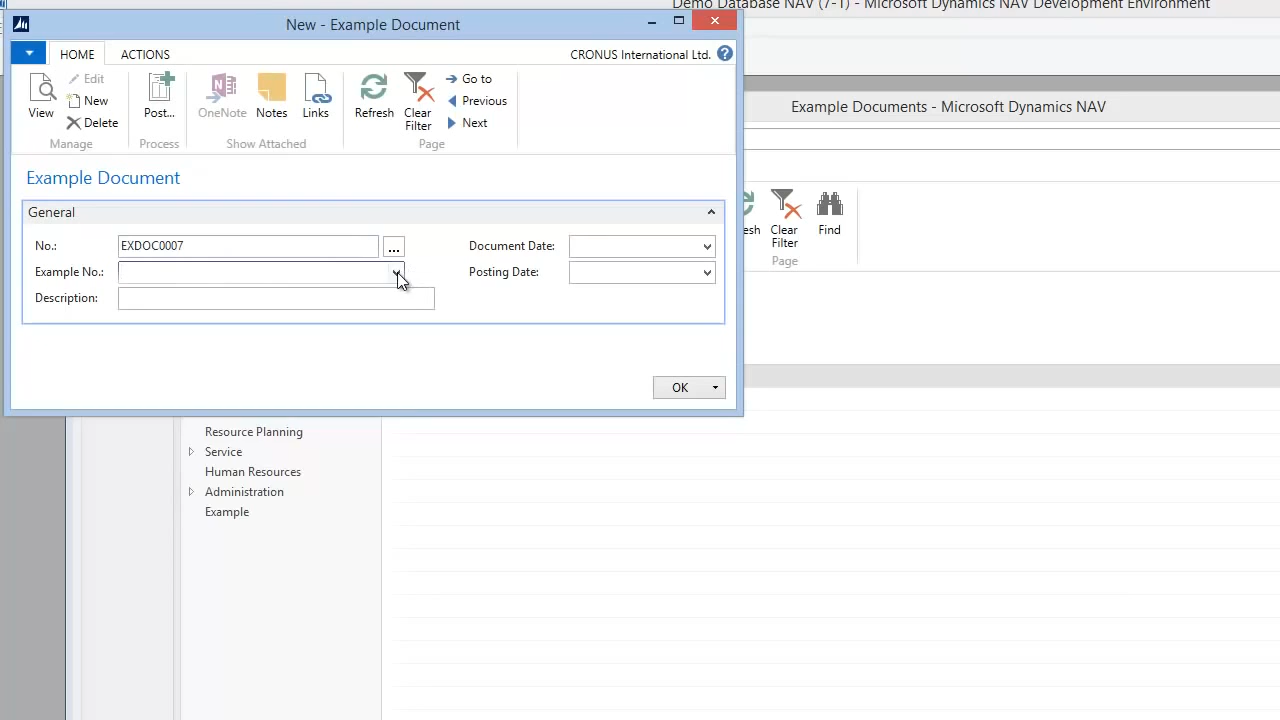 Demo Database NAV (7-1) - Microsoft Dynamics NAV Development Environment
New - Example Document
HOME
ACTIONS
CRONUS International Ltd.
View
Edit
New
Delete
Manage
Post...
Process
OneNote
Notes
Links
Show Attached
Refresh
Clear
Filter
Go to
Previous
Next
Page
Example Documents - Microsoft Dynamics NAV
Example Document
General
No.: EXDOC0007 ...
Document Date:
Example No.:
Posting Date:
Description:
OK
esh
Clear
Filter
Find
Page
Resource Planning
Service
Human Resources
Administration
Example